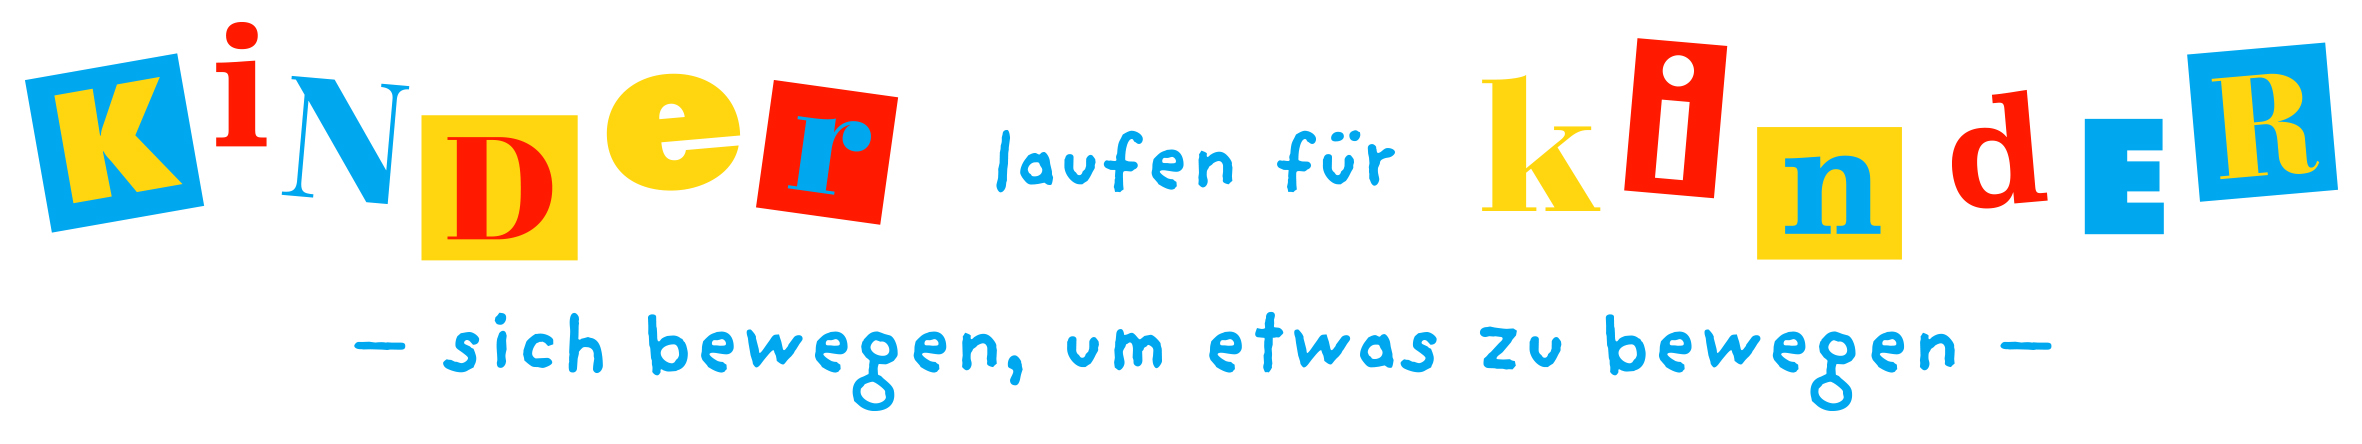 KiNDer laufen für kindER
– sich bewegen, um etwas zu bewegen –